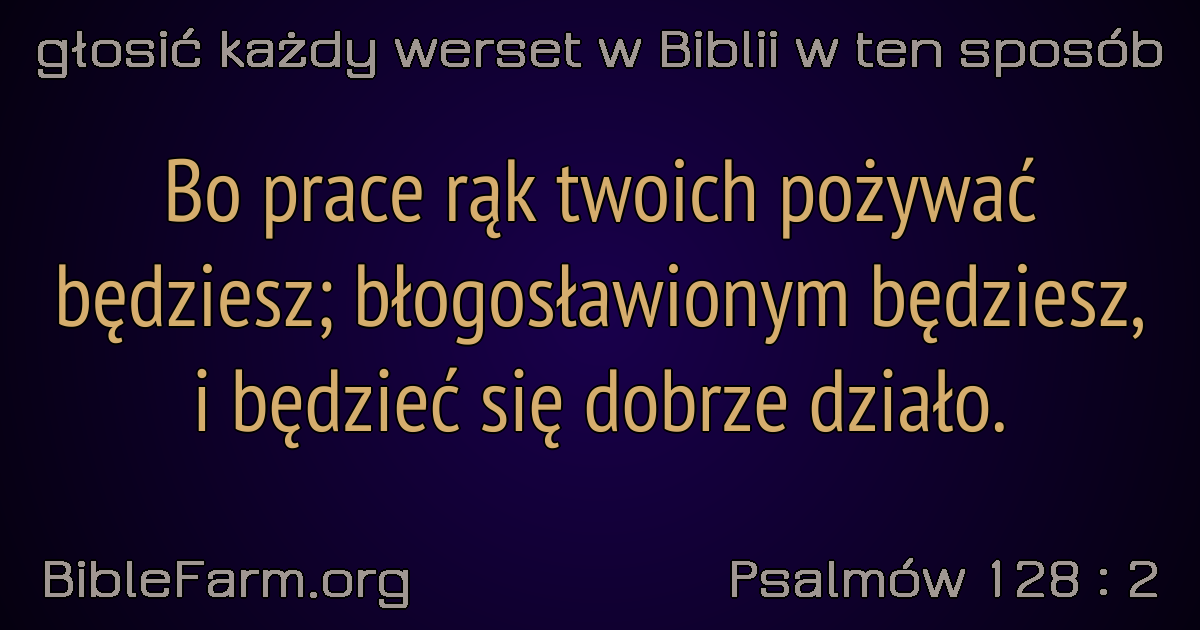 głosić każdy werset w Biblii w ten sposób
Bo prace rąk twoich pożywać
będziesz; błogosławionym będziesz,
i będzieć się dobrze działo.
BibleFarm.org
Psalmów 128 : 2